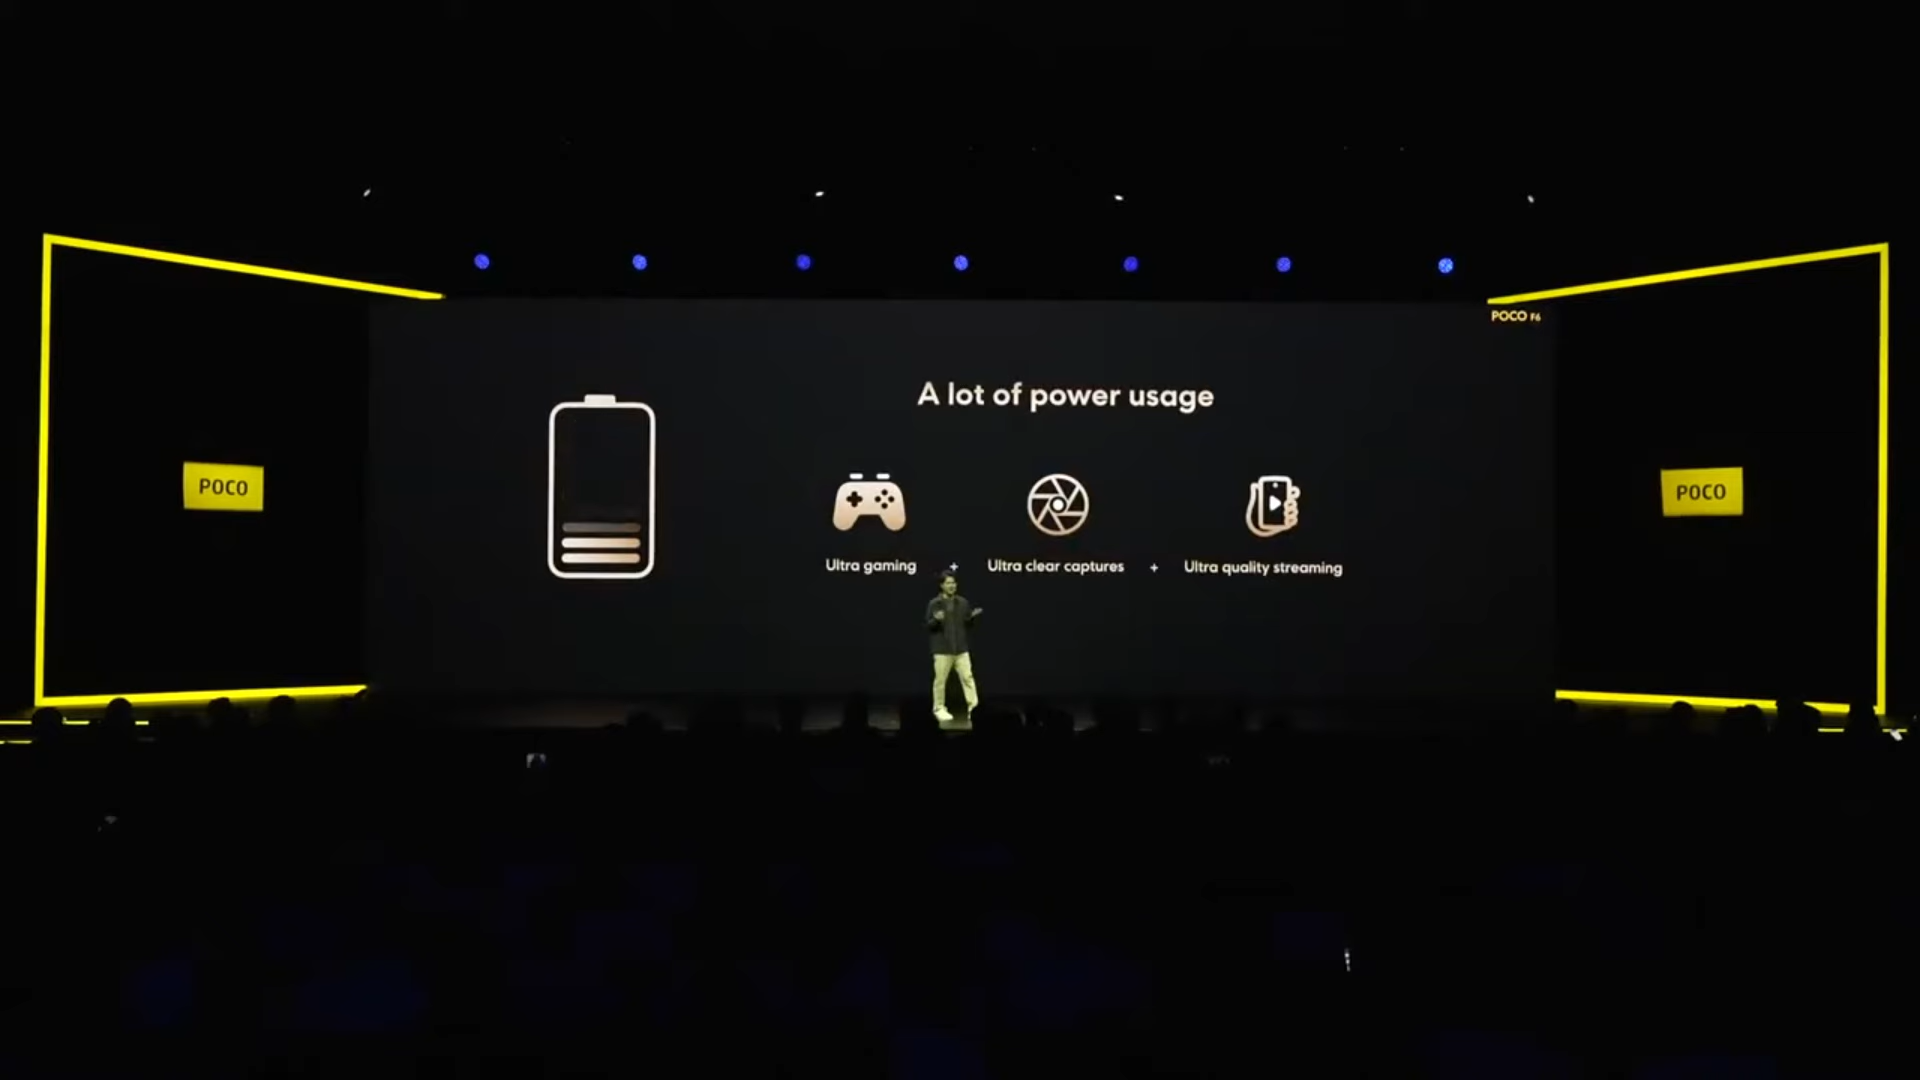 POCO F6
A lot of power usage
POCO
POCO
Ultra gaming + Ultra clear captures + Ultra quality streaming